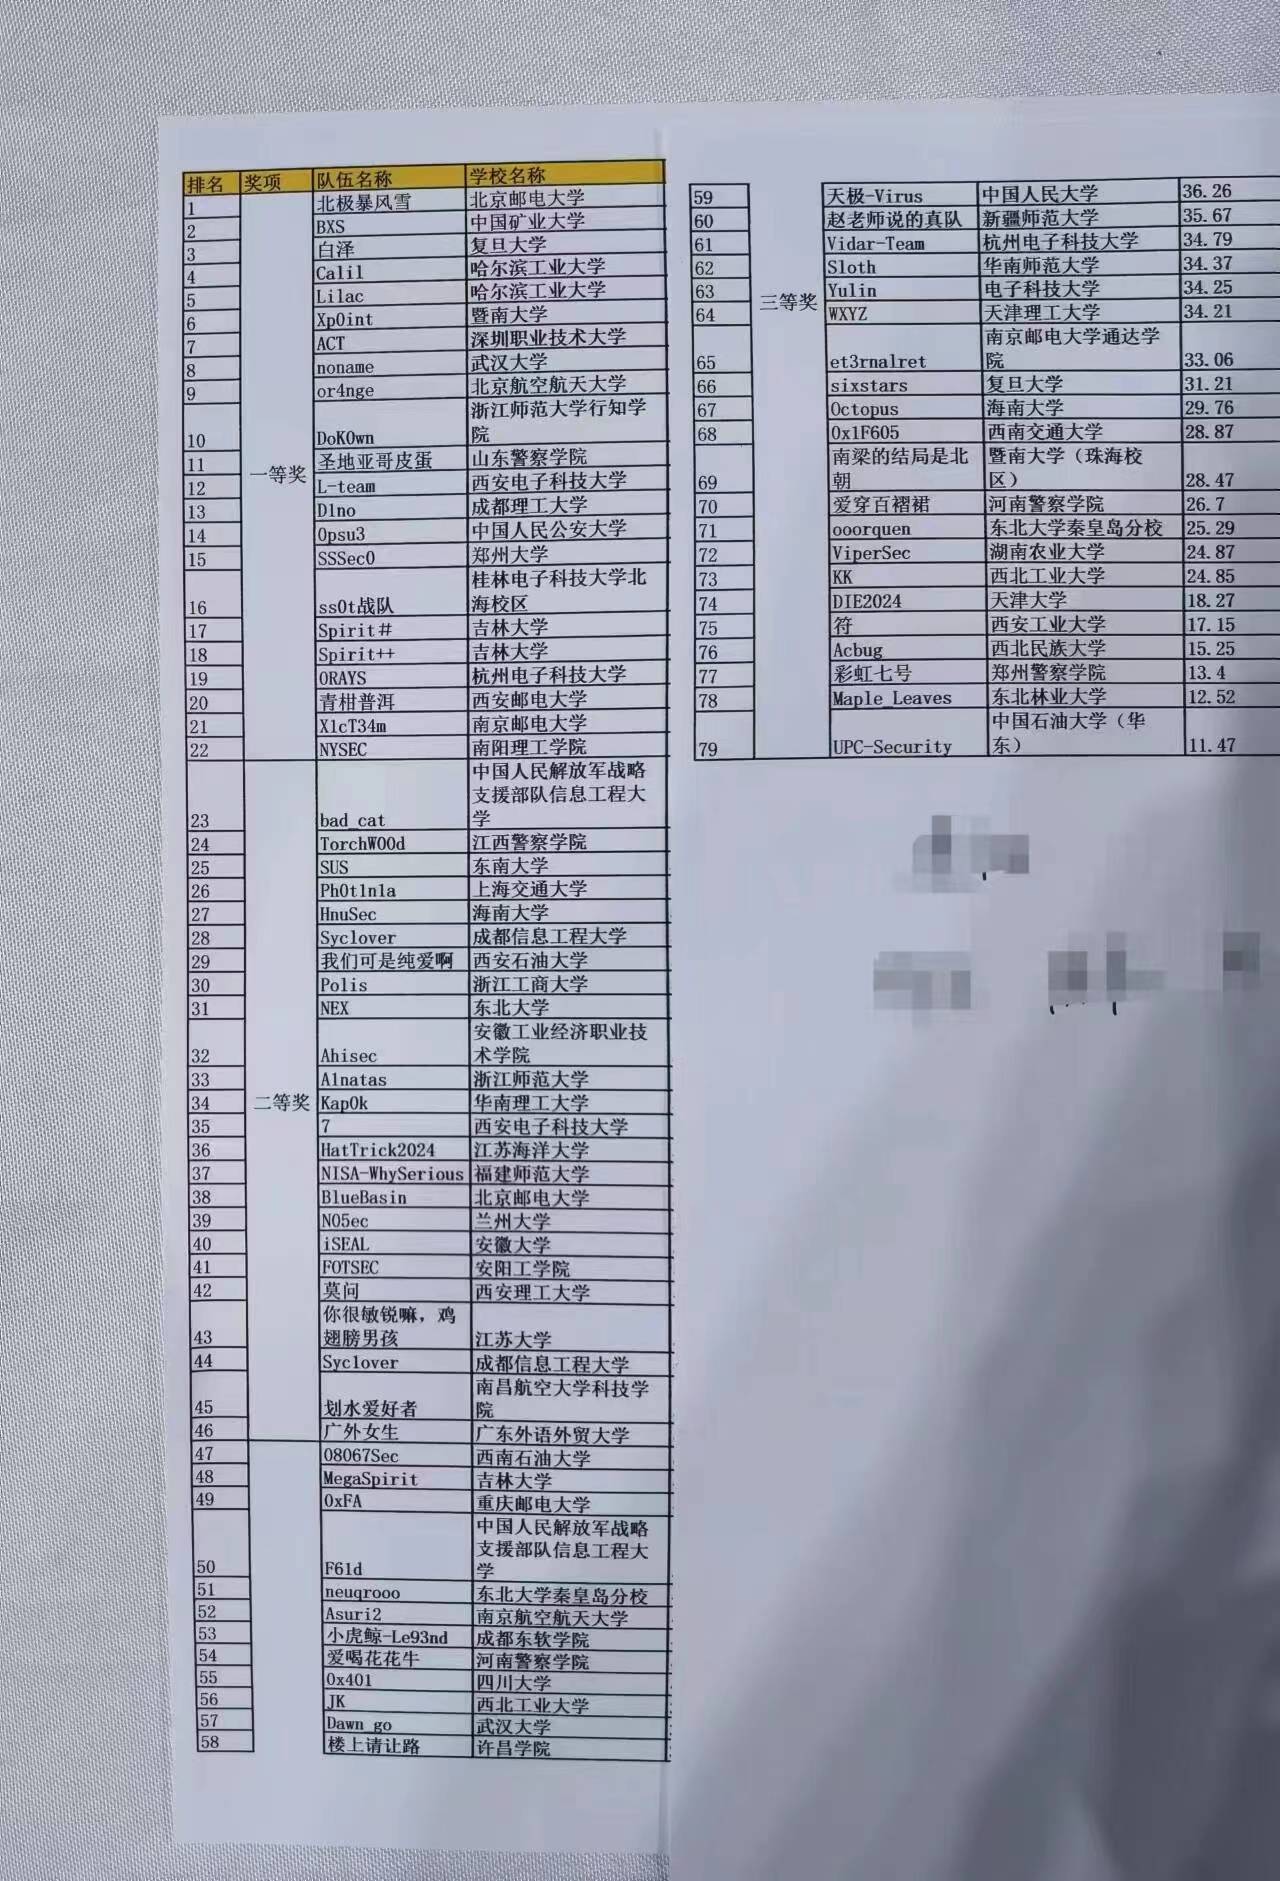 排名 奖项 队伍名称 学校名称
1 北极暴风雪 北京邮电大学
2 BXS 中国矿业大学
3 白泽 复旦大学
4 Calil 哈尔滨工业大学
5 Lilac 哈尔滨工业大学
6 Xp0int 暨南大学
7 ACT 深圳职业技术大学
8 noname 武汉大学
9 or4nge 北京航空航天大学
浙江师范大学行知学
10 DoK0wn 院
11 圣地亚哥皮蛋 山东警察学院
一等奖
12 L-team 西安电子科技大学
13 D1no 成都理工大学
14 0psu3 中国人民公安大学
15 SSSec0 郑州大学
桂林电子科技大学北
16 ss0t战队 海校区
17 Spirit# 吉林大学
18 Spirit++ 吉林大学
19 0RAYS 杭州电子科技大学
20 青柑普洱 西安邮电大学
21 X1cT34m 南京邮电大学
22 NYSEC 南阳理工学院
中国人民解放军战略
支援部队信息工程大
23 bad_cat 学
24 TorchW00d 江西警察学院
25 SUS 东南大学
26 Ph0t1n1a 上海交通大学
27 HnuSec 海南大学
28 Syclover 成都信息工程大学
29 我们可是纯爱啊 西安石油大学
30 Polis 浙江工商大学
31 NEX 东北大学
安徽工业经济职业技
32 Ahisec 术学院
33 A1natas 浙江师范大学
34 二等奖 Kap0k 华南理工大学
35 7 西安电子科技大学
36 HatTrick2024 江苏海洋大学
37 NISA-WhySerious 福建师范大学
38 BlueBasin 北京邮电大学
39 N05ec 兰州大学
40 iSEAL 安徽大学
41 FOTSEC 安阳工学院
42 莫问 西安理工大学
你很敏锐嘛，鸡
43 翅膀男孩 江苏大学
44 Syclover 成都信息工程大学
南昌航空大学科技学
45 划水爱好者 院
46 广外女生 广东外语外贸大学
47 08067Sec 西南石油大学
48 MegaSpirit 吉林大学
49 0xFA 重庆邮电大学
中国人民解放军战略
支援部队信息工程大
50 F61d 学
51 neuqrooo 东北大学秦皇岛分校
52 Asuri2 南京航空航天大学
53 小虎鲸-Le93nd 成都东软学院
54 爱喝花花牛 河南警察学院
55 0x401 四川大学
56 JK 西北工业大学
57 Dawn_go 武汉大学
58 楼上请让路 许昌学院
59 天极-Virus 中国人民大学 36.26
60 赵老师说的真队 新疆师范大学 35.67
61 Vidar-Team 杭州电子科技大学 34.79
62 Sloth 华南师范大学 34.37
63 三等奖 Yulin 电子科技大学 34.25
64 WXYZ 天津理工大学 34.21
南京邮电大学通达学
65 et3rnalret 院 33.06
66 sixstars 复旦大学 31.21
67 Octopus 海南大学 29.76
68 0x1F605 西南交通大学 28.87
南梁的结局是北 暨南大学（珠海校
69 朝 区） 28.47
70 爱穿百褶裙 河南警察学院 26.7
71 ooorquen 东北大学秦皇岛分校 25.29
72 ViperSec 湖南农业大学 24.87
73 KK 西北工业大学 24.85
74 DIE2024 天津大学 18.27
75 符 西安工业大学 17.15
76 Acbug 西北民族大学 15.25
77 彩虹七号 郑州警察学院 13.4
78 Maple_Leaves 东北林业大学 12.52
中国石油大学（华
79 UPC-Security 东） 11.47